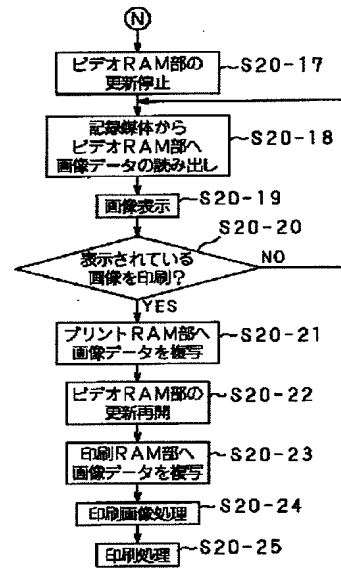 N
ビデオRAM部の
更新停止
S20-17
記録媒体から
ビデオRAM部へ
画像データの読み出し
S20-18
画像表示
S20-19
S20-20
表示されている
画像を印刷?
NO
YES
プリントRAM部へ
画像データを複写
S20-21
ビデオRAM部の
更新再開
S20-22
印刷RAM部へ
画像データを複写
S20-23
印刷画像処理
S20-24
印刷処理
S20-25